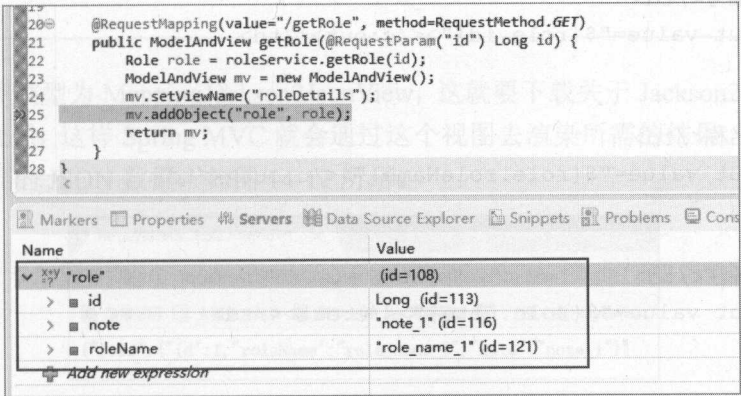 20 @RequestMapping(value="/getRole", method=RequestMethod.GET)
21 public ModelAndView getRole(@RequestParam("id") Long id) {
22 Role role = roleService.getRole(id);
23 ModelAndView mv = new ModelAndView();
24 mv.setViewName("roleDetails");
25 mv.addObject("role", role);
26 return mv;
27 }
28 }
Markers Properties Servers Data Source Explorer Snippets Problems Cons
Name Value
"role" (id=108)
id Long (id=113)
note "note_1" (id=116)
roleName "role_name_1" (id=121)
Add new expression